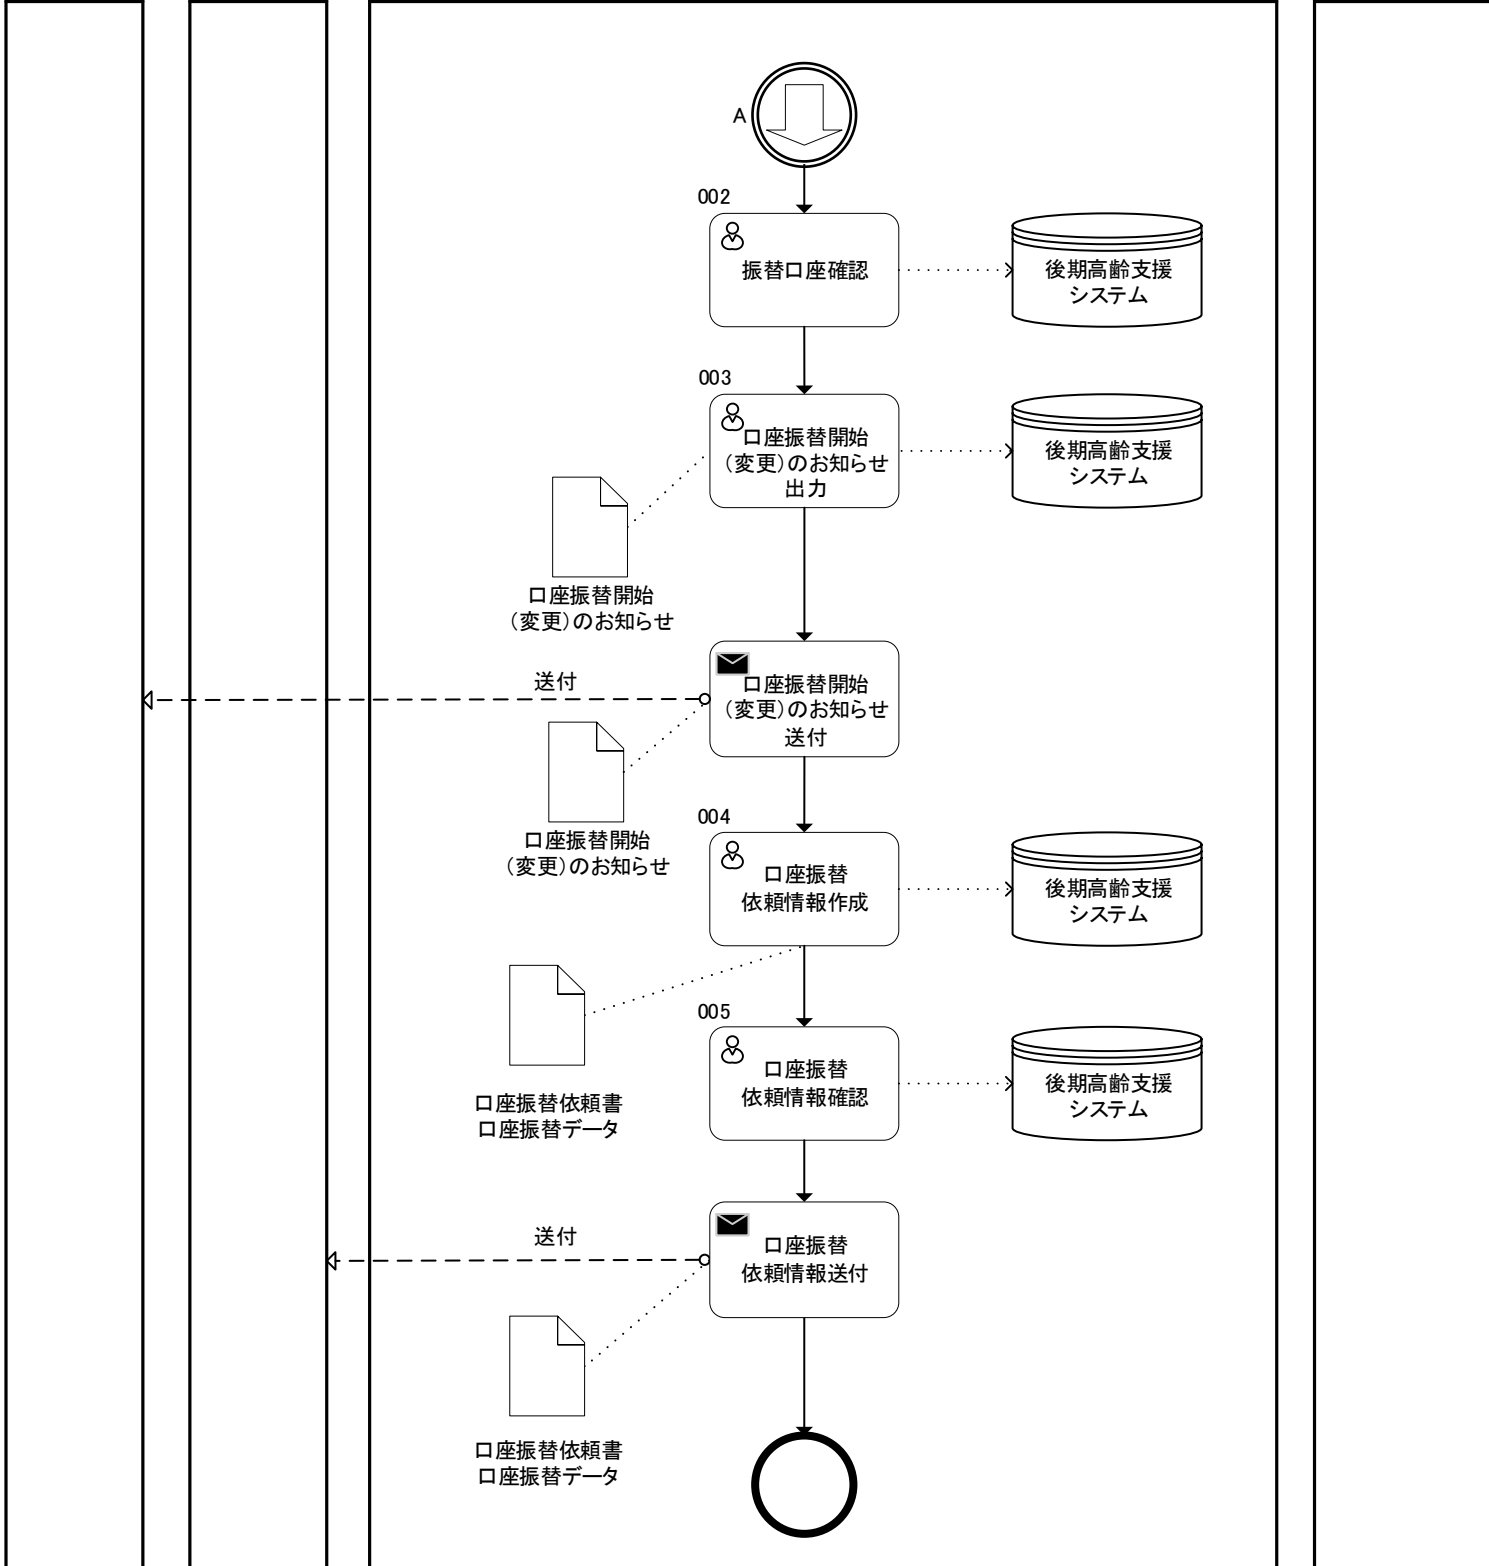 A
002
振替口座確認
後期高齢支援
システム
003
口座振替開始
（変更）のお知らせ
出力
後期高齢支援
システム
口座振替開始
（変更）のお知らせ
送付
口座振替開始
（変更）のお知らせ
送付
口座振替開始
（変更）のお知らせ
004
口座振替
依頼情報作成
後期高齢支援
システム
005
口座振替
依頼情報確認
後期高齢支援
システム
口座振替依頼書
口座振替データ
送付
口座振替
依頼情報送付
口座振替依頼書
口座振替データ